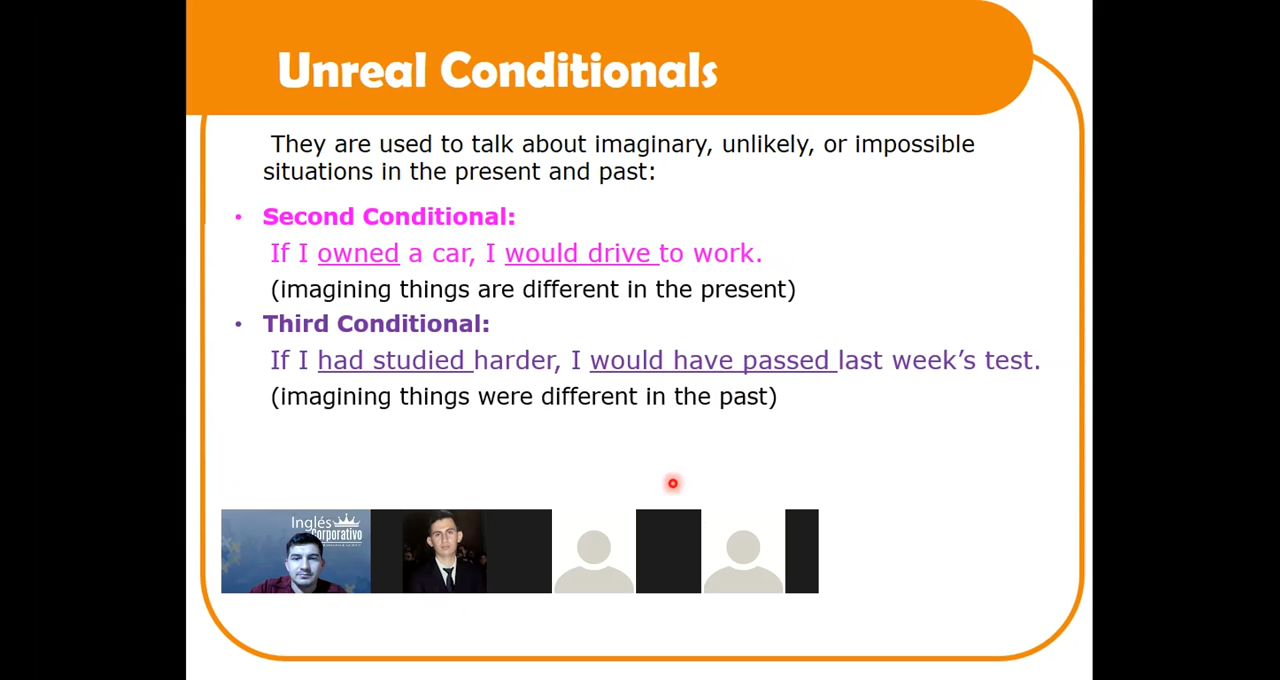 Unreal Conditionals
They are used to talk about imaginary, unlikely, or impossible
situations in the present and past:
• Second Conditional:
If I owned a car, I would drive to work.
(imagining things are different in the present)
• Third Conditional:
If I had studied harder, I would have passed last week’s test.
(imagining things were different in the past)
Inglés
Corporativo